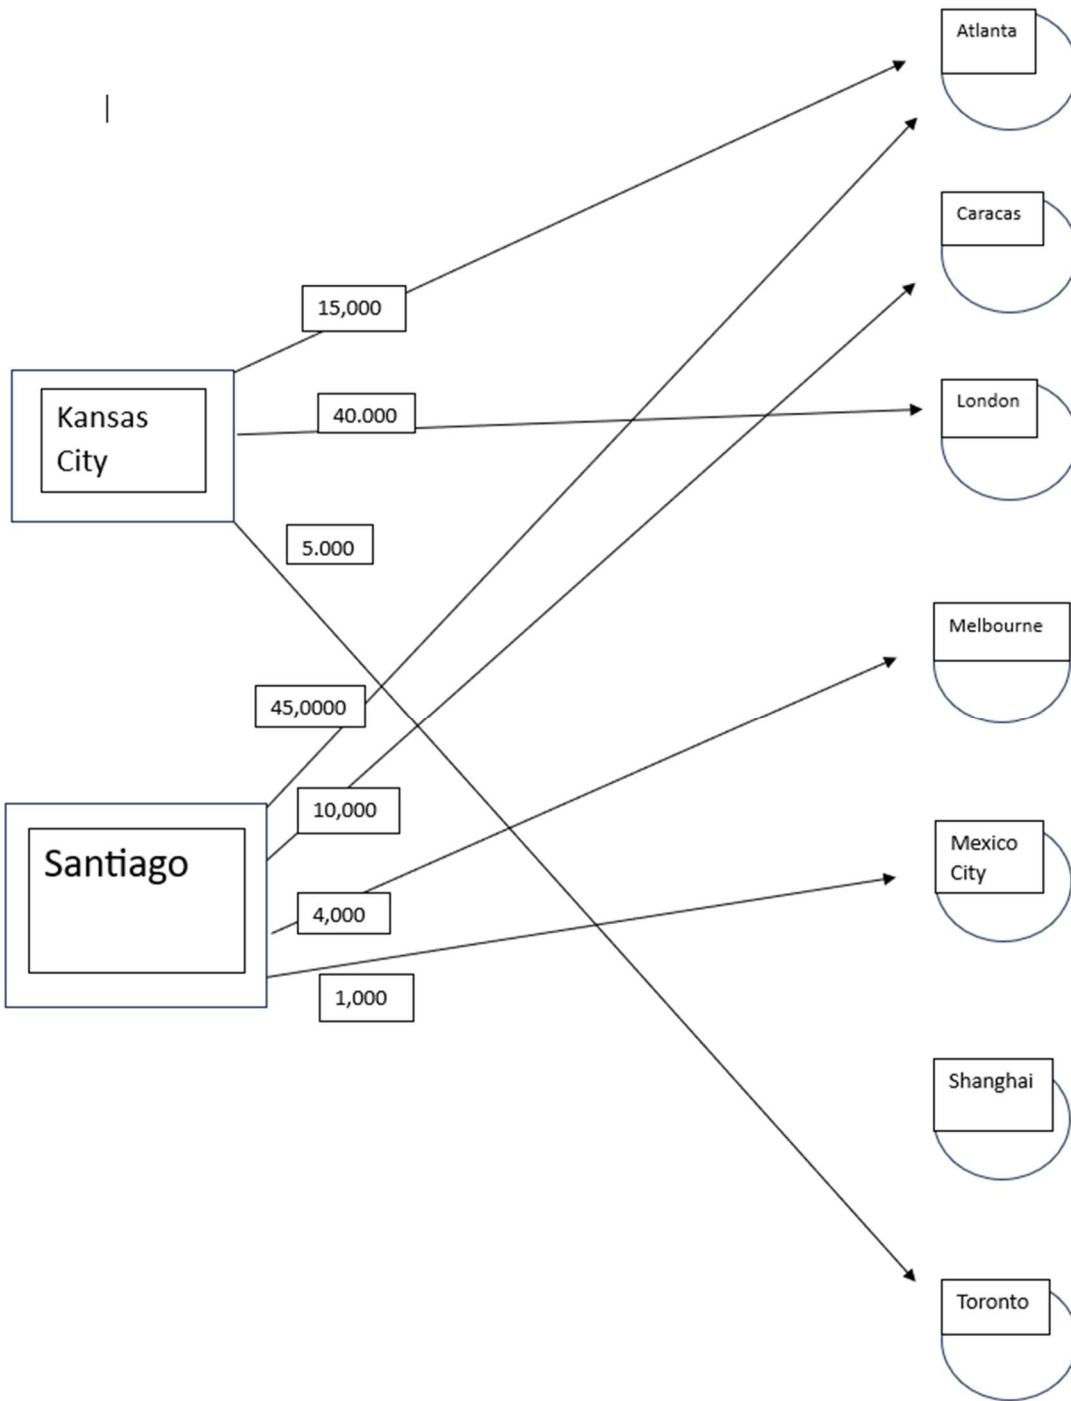 Atlanta
Caracas
15,000
Kansas
City
40.000
London
5.000
Melbourne
45,0000
10,000
Santiago
Mexico
City
4,000
1,000
Shanghai
Toronto